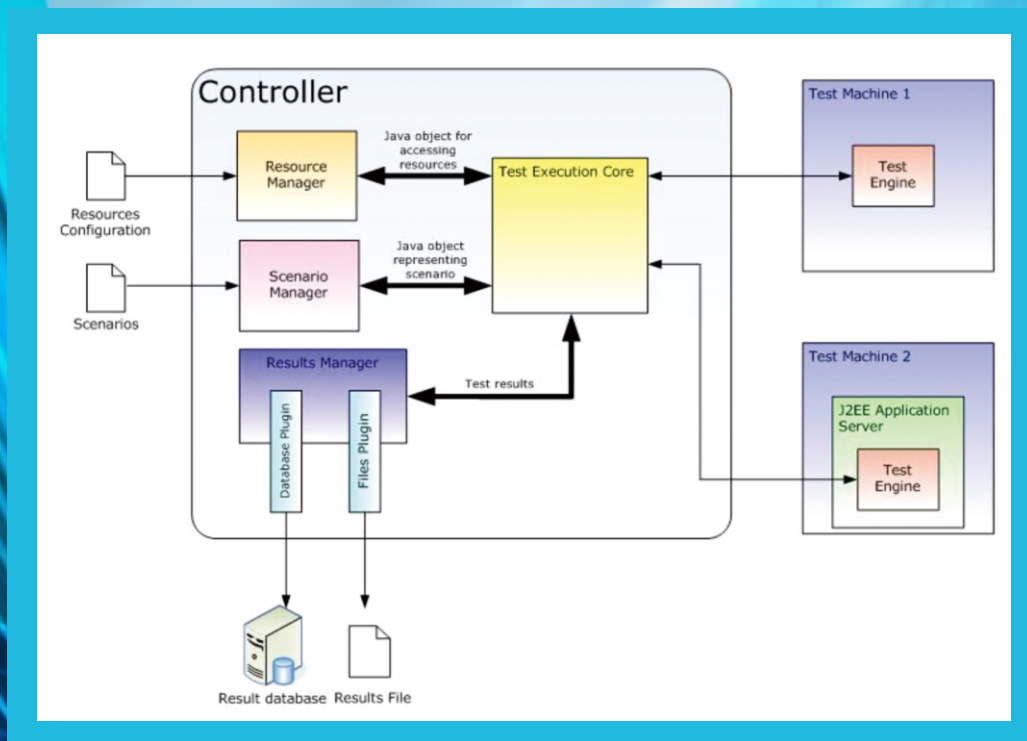 Controller
Resource
Manager
Java object for
accessing
resources
Test Execution Core
Test Machine 1
Test
Engine
Resources
Configuration
Scenario
Manager
Java object
representing
scenario
Scenarios
Results Manager
Database Plugin
Files Plugin
Test results
Test Machine 2
J2EE Application
Server
Test
Engine
Result database
Results File